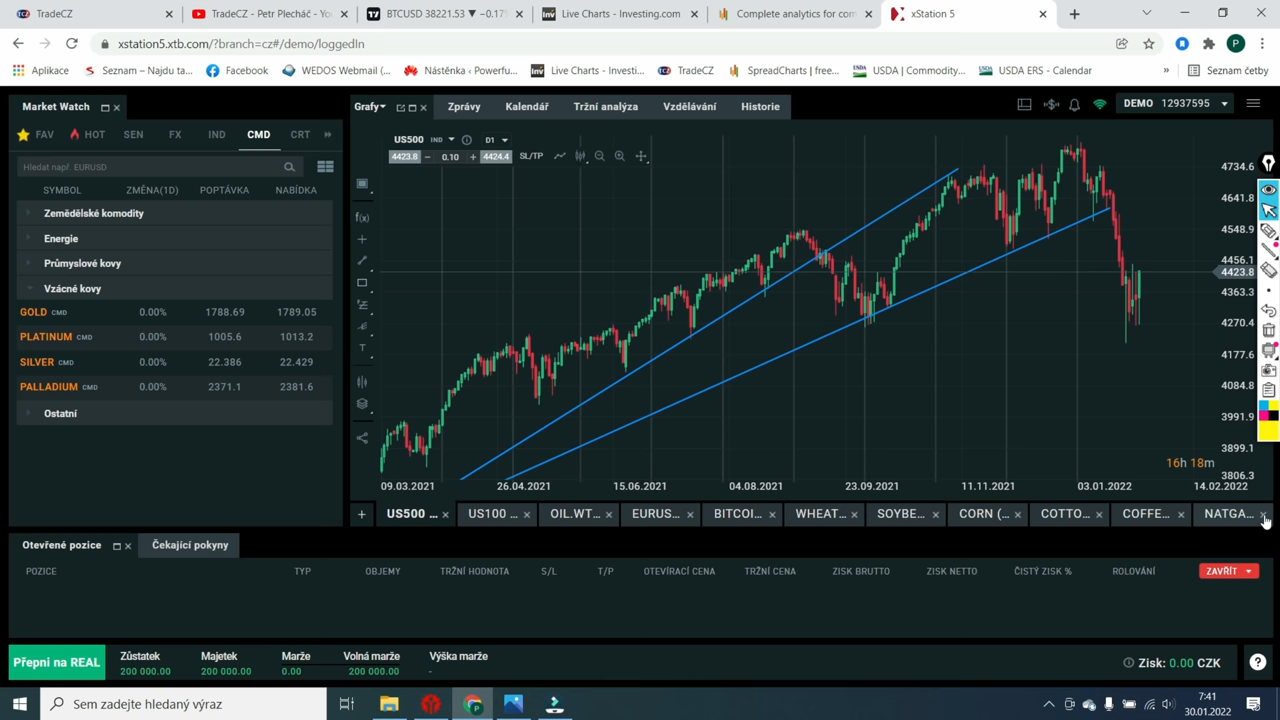 TradeCZ
TradeCZ - Petr Plecháč - Yo
BTCUSD 38221.53 ▼ −0.17
Live Charts - Investing.com
Complete analytics for com
xStation 5
xstation5.xtb.com/?branch=cz#/demo/loggedIn
Aplikace
Seznam – Najdu ta...
Facebook
WEDOS Webmail (...
Nástěnka ‹ Powerfu...
Live Charts - Investi...
TradeCZ
SpreadCharts | free...
USDA | Commodity...
USDA ERS - Calendar
»
Seznam četby
Market Watch
Grafy
Zprávy
Kalendář
Tržní analýza
Vzdělávání
Historie
DEMO 12937595
FAV
HOT
SEN
FX
IND
CMD
CRT
Hledat např. EURUSD
SYMBOL ZMĚNA(1D) POPTÁVKA NABÍDKA
Zemědělské komodity
Energie
Průmyslové kovy
Vzácné kovy
GOLD CMD 0.00% 1788.69 1789.05
PLATINUM CMD 0.00% 1005.6 1013.2
SILVER CMD 0.00% 22.386 22.429
PALLADIUM CMD 0.00% 2371.1 2381.6
Ostatní
US500 IND D1
4423.8 − 0.10 + 4424.4 SL/TP
f(x)
T
4734.6
4641.8
4548.9
4456.1
4423.8
4363.3
4270.4
4177.6
4084.8
3991.9
3899.1
3806.3
16h 18m
09.03.2021 26.04.2021 15.06.2021 04.08.2021 23.09.2021 11.11.2021 03.01.2022 14.02.2022
US500 ...
US100 ...
OIL.WT...
EURUS...
BITCOI...
WHEAT...
SOYBE...
CORN (...
COTTO...
COFFE...
NATGA...
Otevřené pozice
Čekající pokyny
POZICE TYP OBJEMY TRŽNÍ HODNOTA S/L T/P OTEVÍRACÍ CENA TRŽNÍ CENA ZISK BRUTTO ZISK NETTO ČISTÝ ZISK % ROLOVÁNÍ ZAVŘÍT
Přepni na REAL
Zůstatek Majetek Marže Volná marže Výška marže
200 000.00 200 000.00 0.00 200 000.00 -
Zisk: 0.00 CZK
Sem zadejte hledaný výraz
7:41
30.01.2022